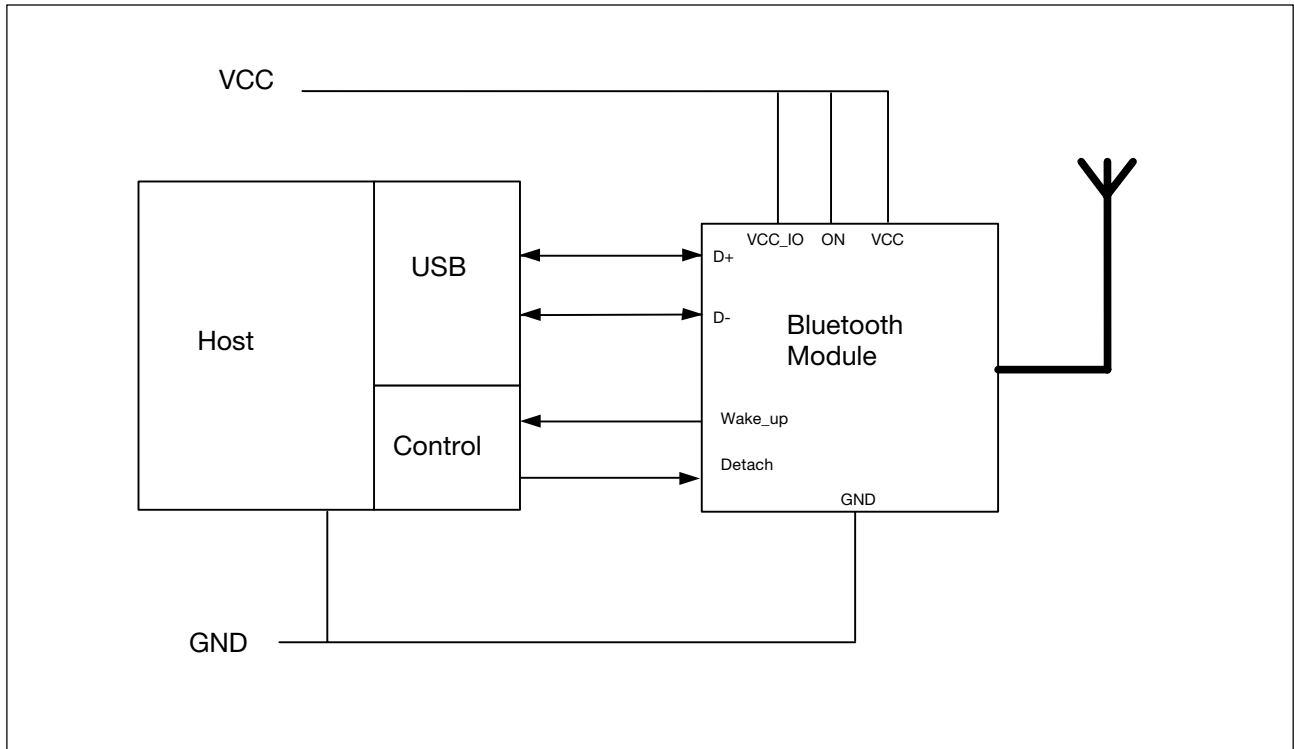 VCC
VCC_IO ON VCC
USB
D+
Host
D-
Bluetooth
Module
Wake_up
Control
Detach
GND
GND